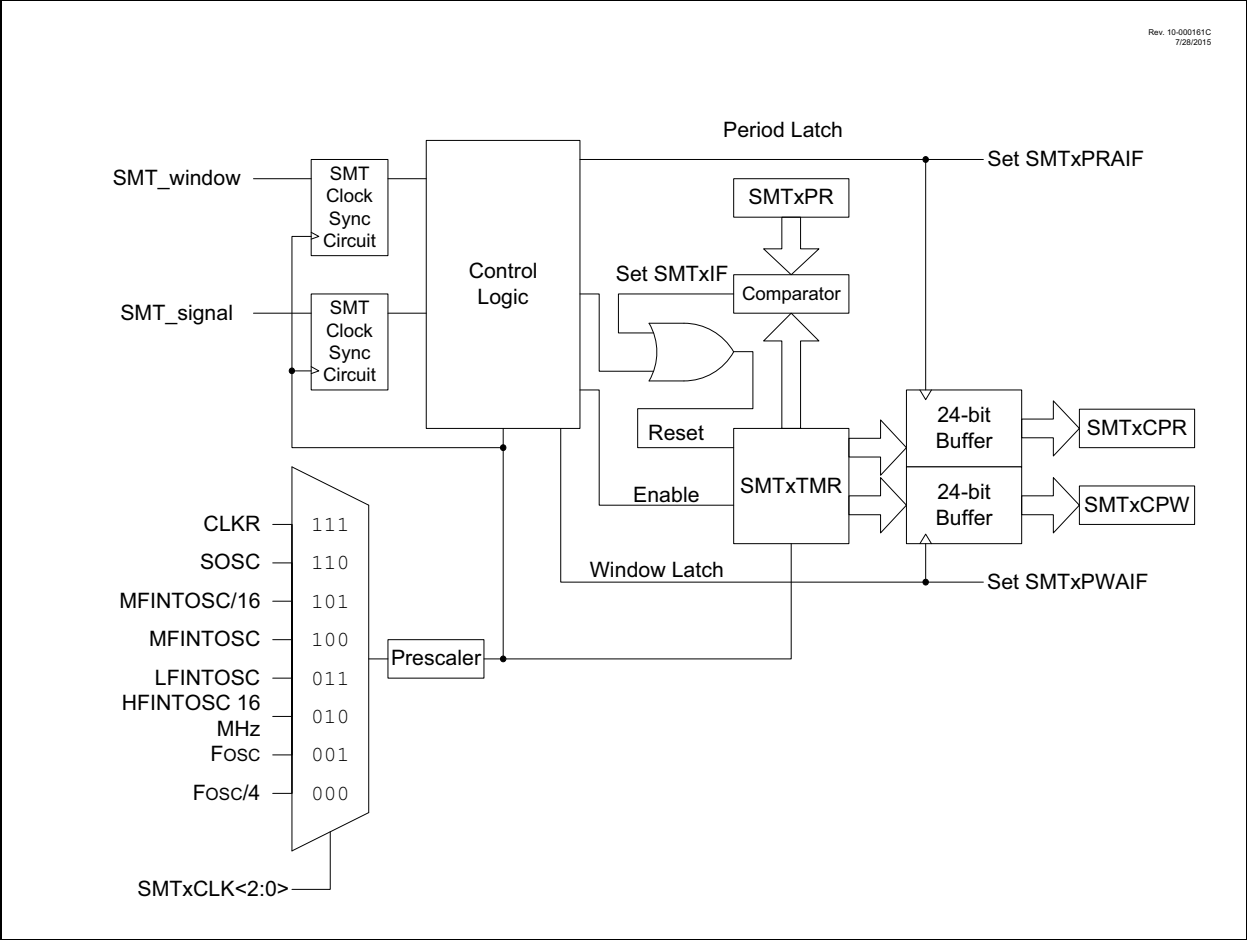 Rev. 10-000161C
7/28/2015
Period Latch
Set SMTxPRAIF
SMT_window
SMT
Clock
Sync
Circuit
SMTxPR
Control
Logic
Set SMTxIF
Comparator
SMT_signal
SMT
Clock
Sync
Circuit
24-bit
Buffer
SMTxCPR
Reset
SMTxTMR
Enable
24-bit
Buffer
SMTxCPW
Window Latch
Set SMTxPWAIF
CLKR
111
SOSC
110
MFINTOSC/16
101
MFINTOSC
100
Prescaler
LFINTOSC
011
HFINTOSC 16
MHz
010
FOSC
001
FOSC/4
000
SMTxCLK<2:0>